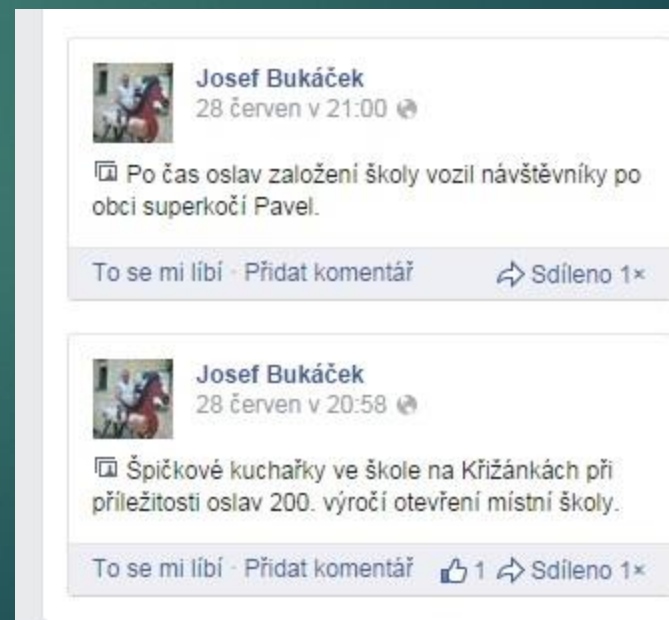 Josef Bukáček
28 červen v 21:00
Po čas oslav založení školy vozil návštěvníky po
obci superkočí Pavel.
To se mi líbí · Přidat komentář Sdíleno 1×
Josef Bukáček
28 červen v 20:58
Špičkové kuchařky ve škole na Křižánkách při
příležitosti oslav 200. výročí otevření místní školy.
To se mi líbí · Přidat komentář 1 Sdíleno 1×